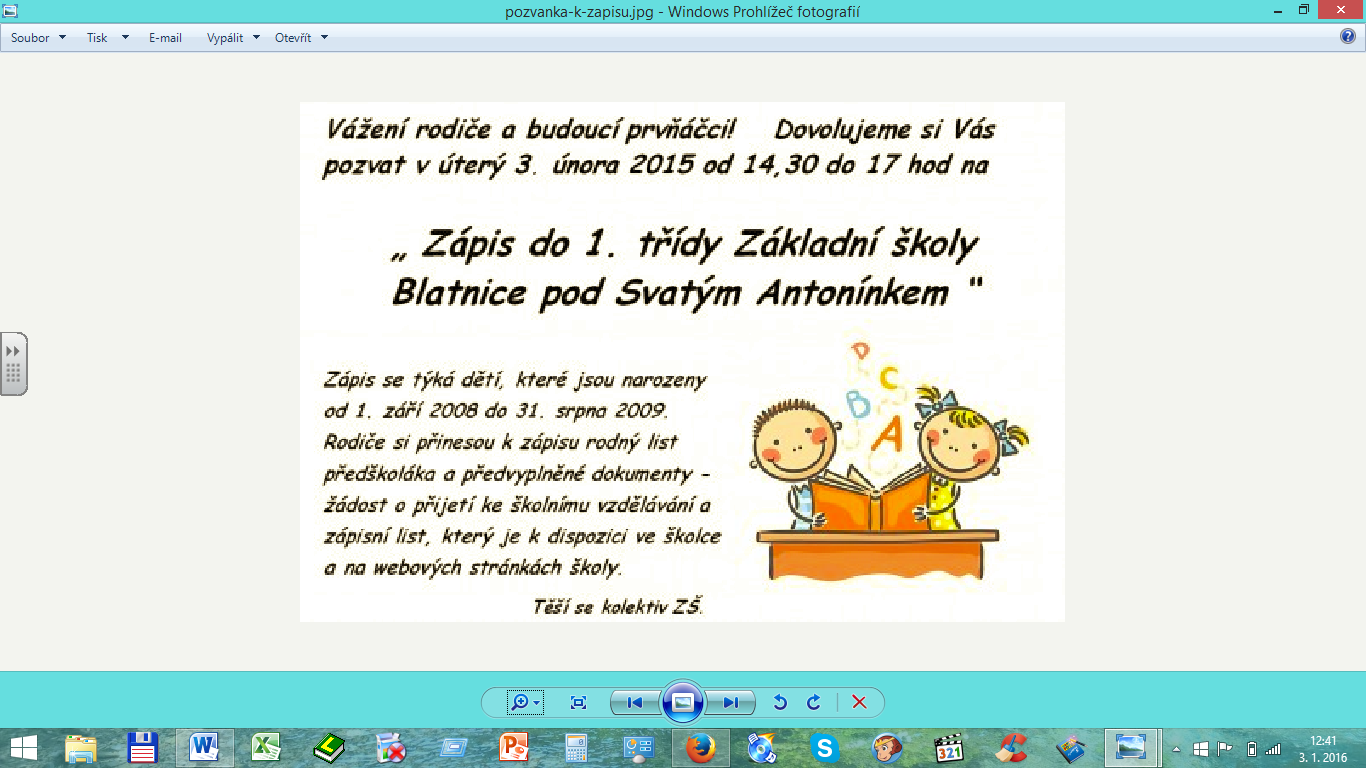 pozvanka-k-zapisu.jpg - Windows Prohlížeč fotografií
Soubor Tisk E-mail Vypálit Otevřít
Vážení rodiče a budoucí prvňáčci! Dovolujeme si Vás
pozvat v úterý 3. února 2015 od 14,30 do 17 hod na
„ Zápis do 1. třídy Základní školy
Blatnice pod Svatým Antonínkem "
D
C
B
A
Zápis se týká dětí, které jsou narozeny
od 1. září 2008 do 31. srpna 2009.
Rodiče si přinesou k zápisu rodný list
předškoláka a předvyplněné dokumenty –
žádost o přijetí ke školnímu vzdělávání a
zápisní list, který je k dispozici ve školce
a na webových stránkách školy.
Těší se kolektiv ZŠ.
321
12:41
3. 1. 2016